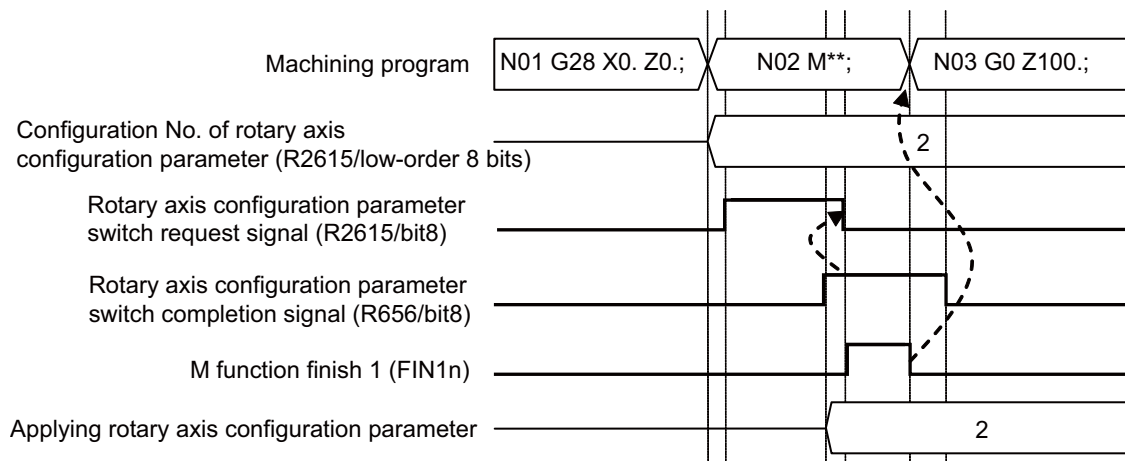 Machining program
N01 G28 X0. Z0.;
N02 M**;
N03 G0 Z100.;
Configuration No. of rotary axis
configuration parameter (R2615/low-order 8 bits)
2
Rotary axis configuration parameter
switch request signal (R2615/bit8)
Rotary axis configuration parameter
switch completion signal (R656/bit8)
M function finish 1 (FIN1n)
Applying rotary axis configuration parameter
2